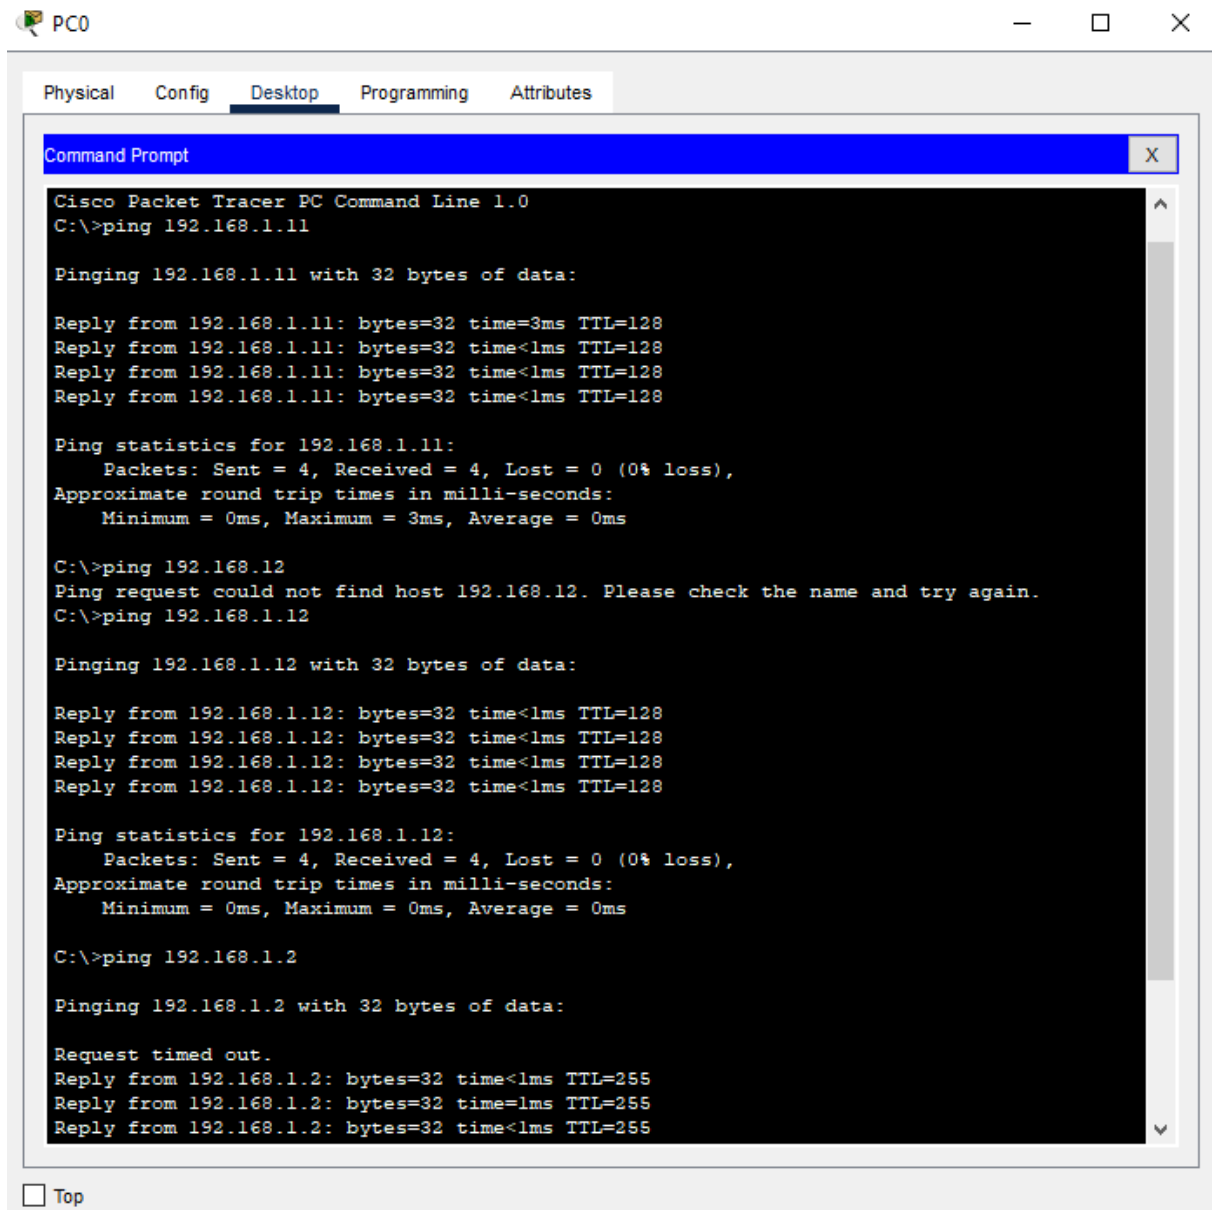 PC0
Physical Config Desktop Programming Attributes
Command Prompt X
Cisco Packet Tracer PC Command Line 1.0
C:\>ping 192.168.1.11
Pinging 192.168.1.11 with 32 bytes of data:
Reply from 192.168.1.11: bytes=32 time=3ms TTL=128
Reply from 192.168.1.11: bytes=32 time<1ms TTL=128
Reply from 192.168.1.11: bytes=32 time<1ms TTL=128
Reply from 192.168.1.11: bytes=32 time<1ms TTL=128
Ping statistics for 192.168.1.11:
Packets: Sent = 4, Received = 4, Lost = 0 (0% loss),
Approximate round trip times in milli-seconds:
Minimum = 0ms, Maximum = 3ms, Average = 0ms
C:\>ping 192.168.12
Ping request could not find host 192.168.12. Please check the name and try again.
C:\>ping 192.168.1.12
Pinging 192.168.1.12 with 32 bytes of data:
Reply from 192.168.1.12: bytes=32 time<1ms TTL=128
Reply from 192.168.1.12: bytes=32 time<1ms TTL=128
Reply from 192.168.1.12: bytes=32 time<1ms TTL=128
Reply from 192.168.1.12: bytes=32 time<1ms TTL=128
Ping statistics for 192.168.1.12:
Packets: Sent = 4, Received = 4, Lost = 0 (0% loss),
Approximate round trip times in milli-seconds:
Minimum = 0ms, Maximum = 0ms, Average = 0ms
C:\>ping 192.168.1.2
Pinging 192.168.1.2 with 32 bytes of data:
Request timed out.
Reply from 192.168.1.2: bytes=32 time<1ms TTL=255
Reply from 192.168.1.2: bytes=32 time=1ms TTL=255
Reply from 192.168.1.2: bytes=32 time<1ms TTL=255
Top